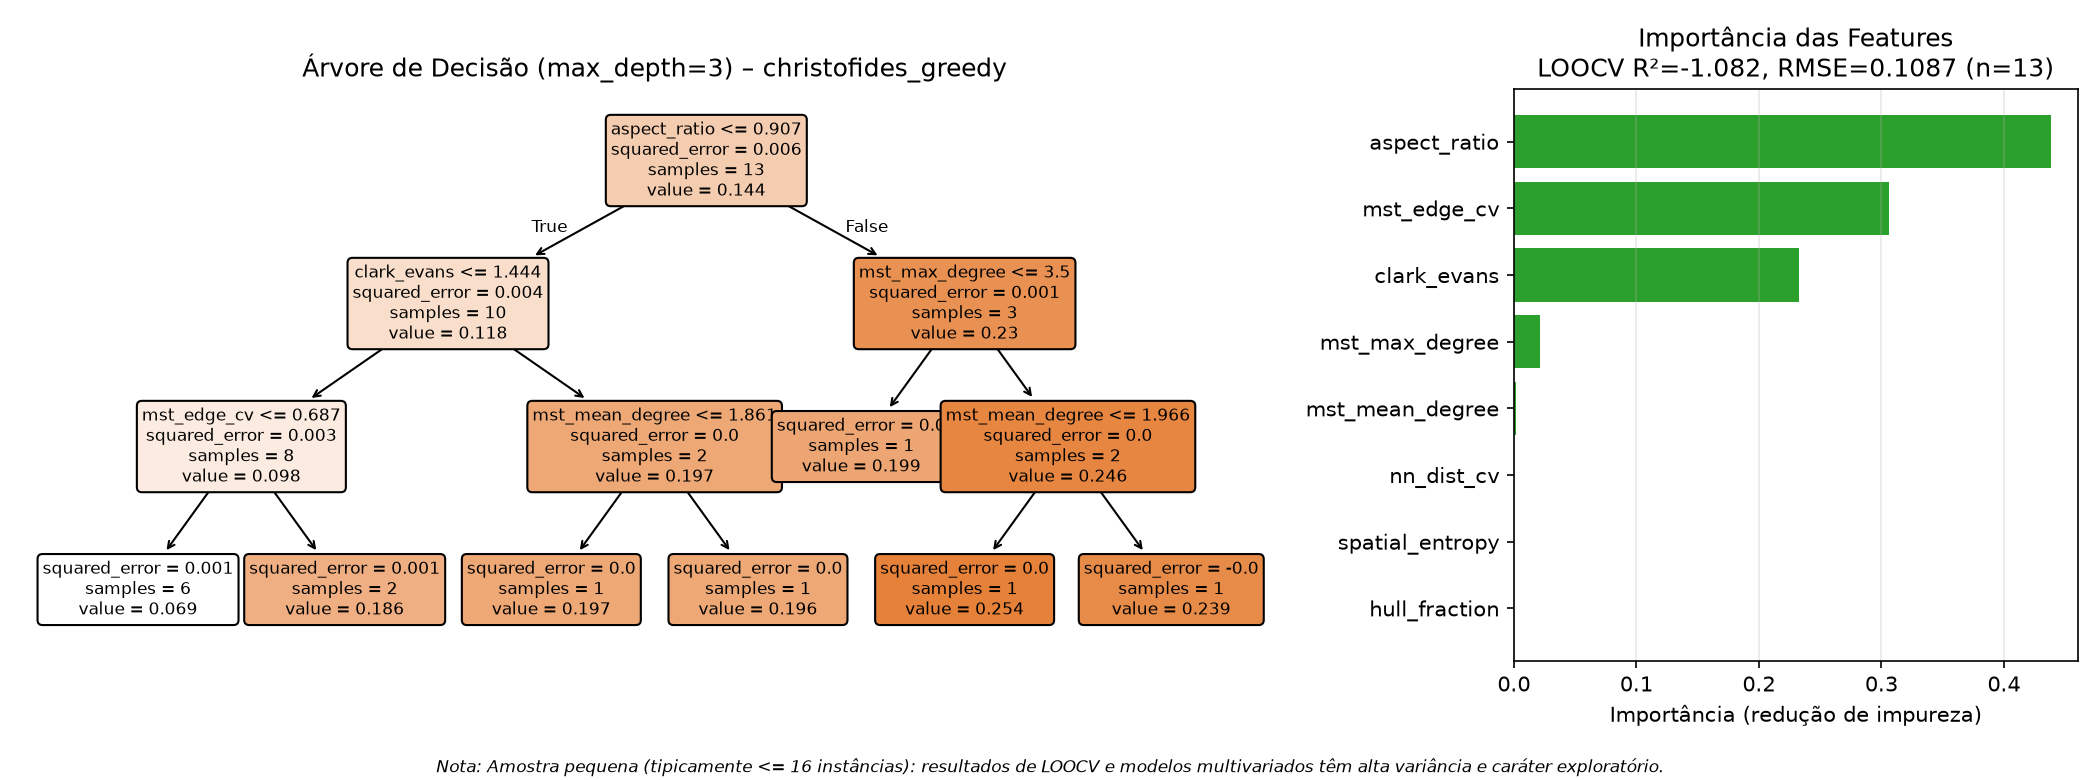 Árvore de Decisão (max_depth=3) – christofides_greedy
aspect_ratio <= 0.907
squared_error = 0.006
samples = 13
value = 0.144
True
False
clark_evans <= 1.444
squared_error = 0.004
samples = 10
value = 0.118
mst_max_degree <= 3.5
squared_error = 0.001
samples = 3
value = 0.23
mst_edge_cv <= 0.687
squared_error = 0.003
samples = 8
value = 0.098
mst_mean_degree <= 1.861
squared_error = 0.0
samples = 2
value = 0.197
squared_error = 0.0
samples = 1
value = 0.199
mst_mean_degree <= 1.966
squared_error = 0.0
samples = 2
value = 0.246
squared_error = 0.001
samples = 6
value = 0.069
squared_error = 0.001
samples = 2
value = 0.186
squared_error = 0.0
samples = 1
value = 0.197
squared_error = 0.0
samples = 1
value = 0.196
squared_error = 0.0
samples = 1
value = 0.254
squared_error = -0.0
samples = 1
value = 0.239
Importância das Features
LOOCV R²=-1.082, RMSE=0.1087 (n=13)
aspect_ratio
mst_edge_cv
clark_evans
mst_max_degree
mst_mean_degree
nn_dist_cv
spatial_entropy
hull_fraction
0.0 0.1 0.2 0.3 0.4
Importância (redução de impureza)
Nota: Amostra pequena (tipicamente <= 16 instâncias): resultados de LOOCV e modelos multivariados têm alta variância e caráter exploratório.